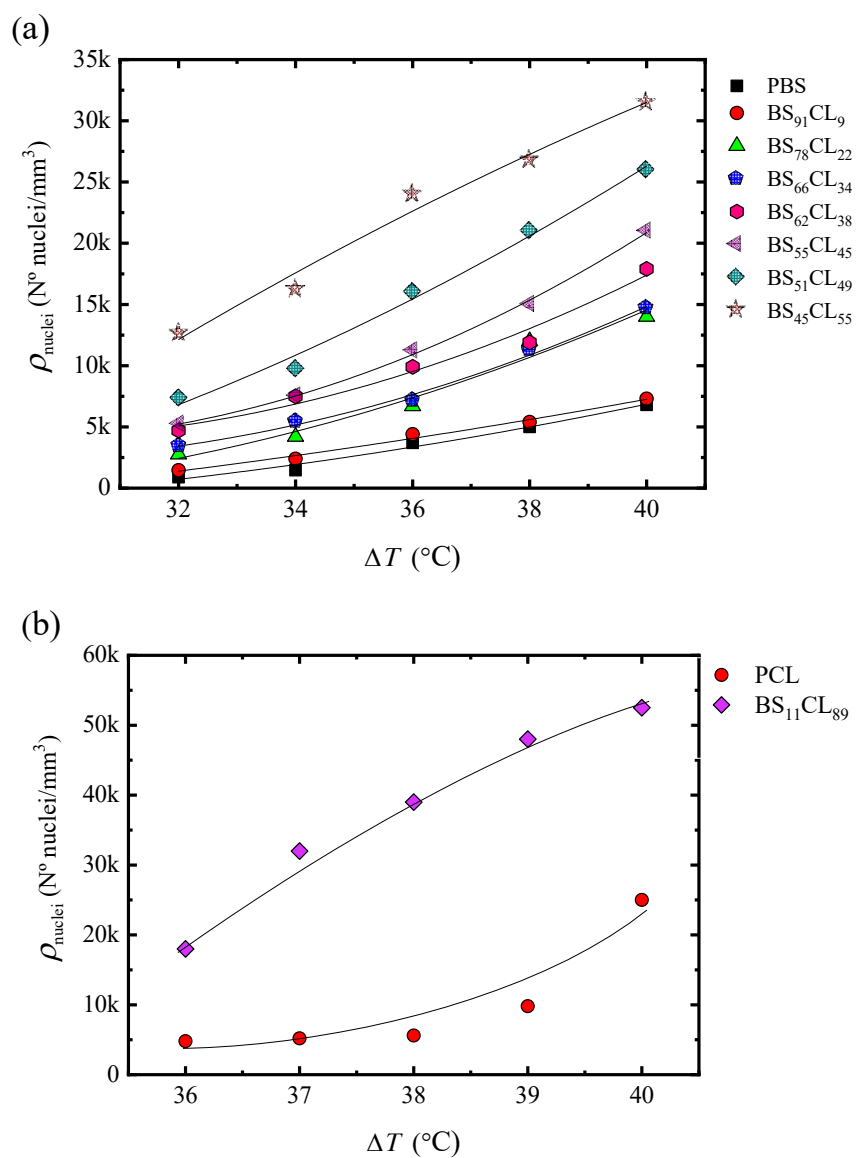 (a)
35k
30k
25k
20k
15k
10k
5k
0
32 34 36 38 40
ρnuclei (Nº nuclei/mm³)
ΔT (°C)
PBS
BS₉₁CL₉
BS₇₈CL₂₂
BS₆₆CL₃₄
BS₆₂CL₃₈
BS₅₅CL₄₅
BS₅₁CL₄₉
BS₄₅CL₅₅
(b)
60k
50k
40k
30k
20k
10k
0
36 37 38 39 40
ρnuclei (Nº nuclei/mm³)
ΔT (°C)
PCL
BS₁₁CL₈₉